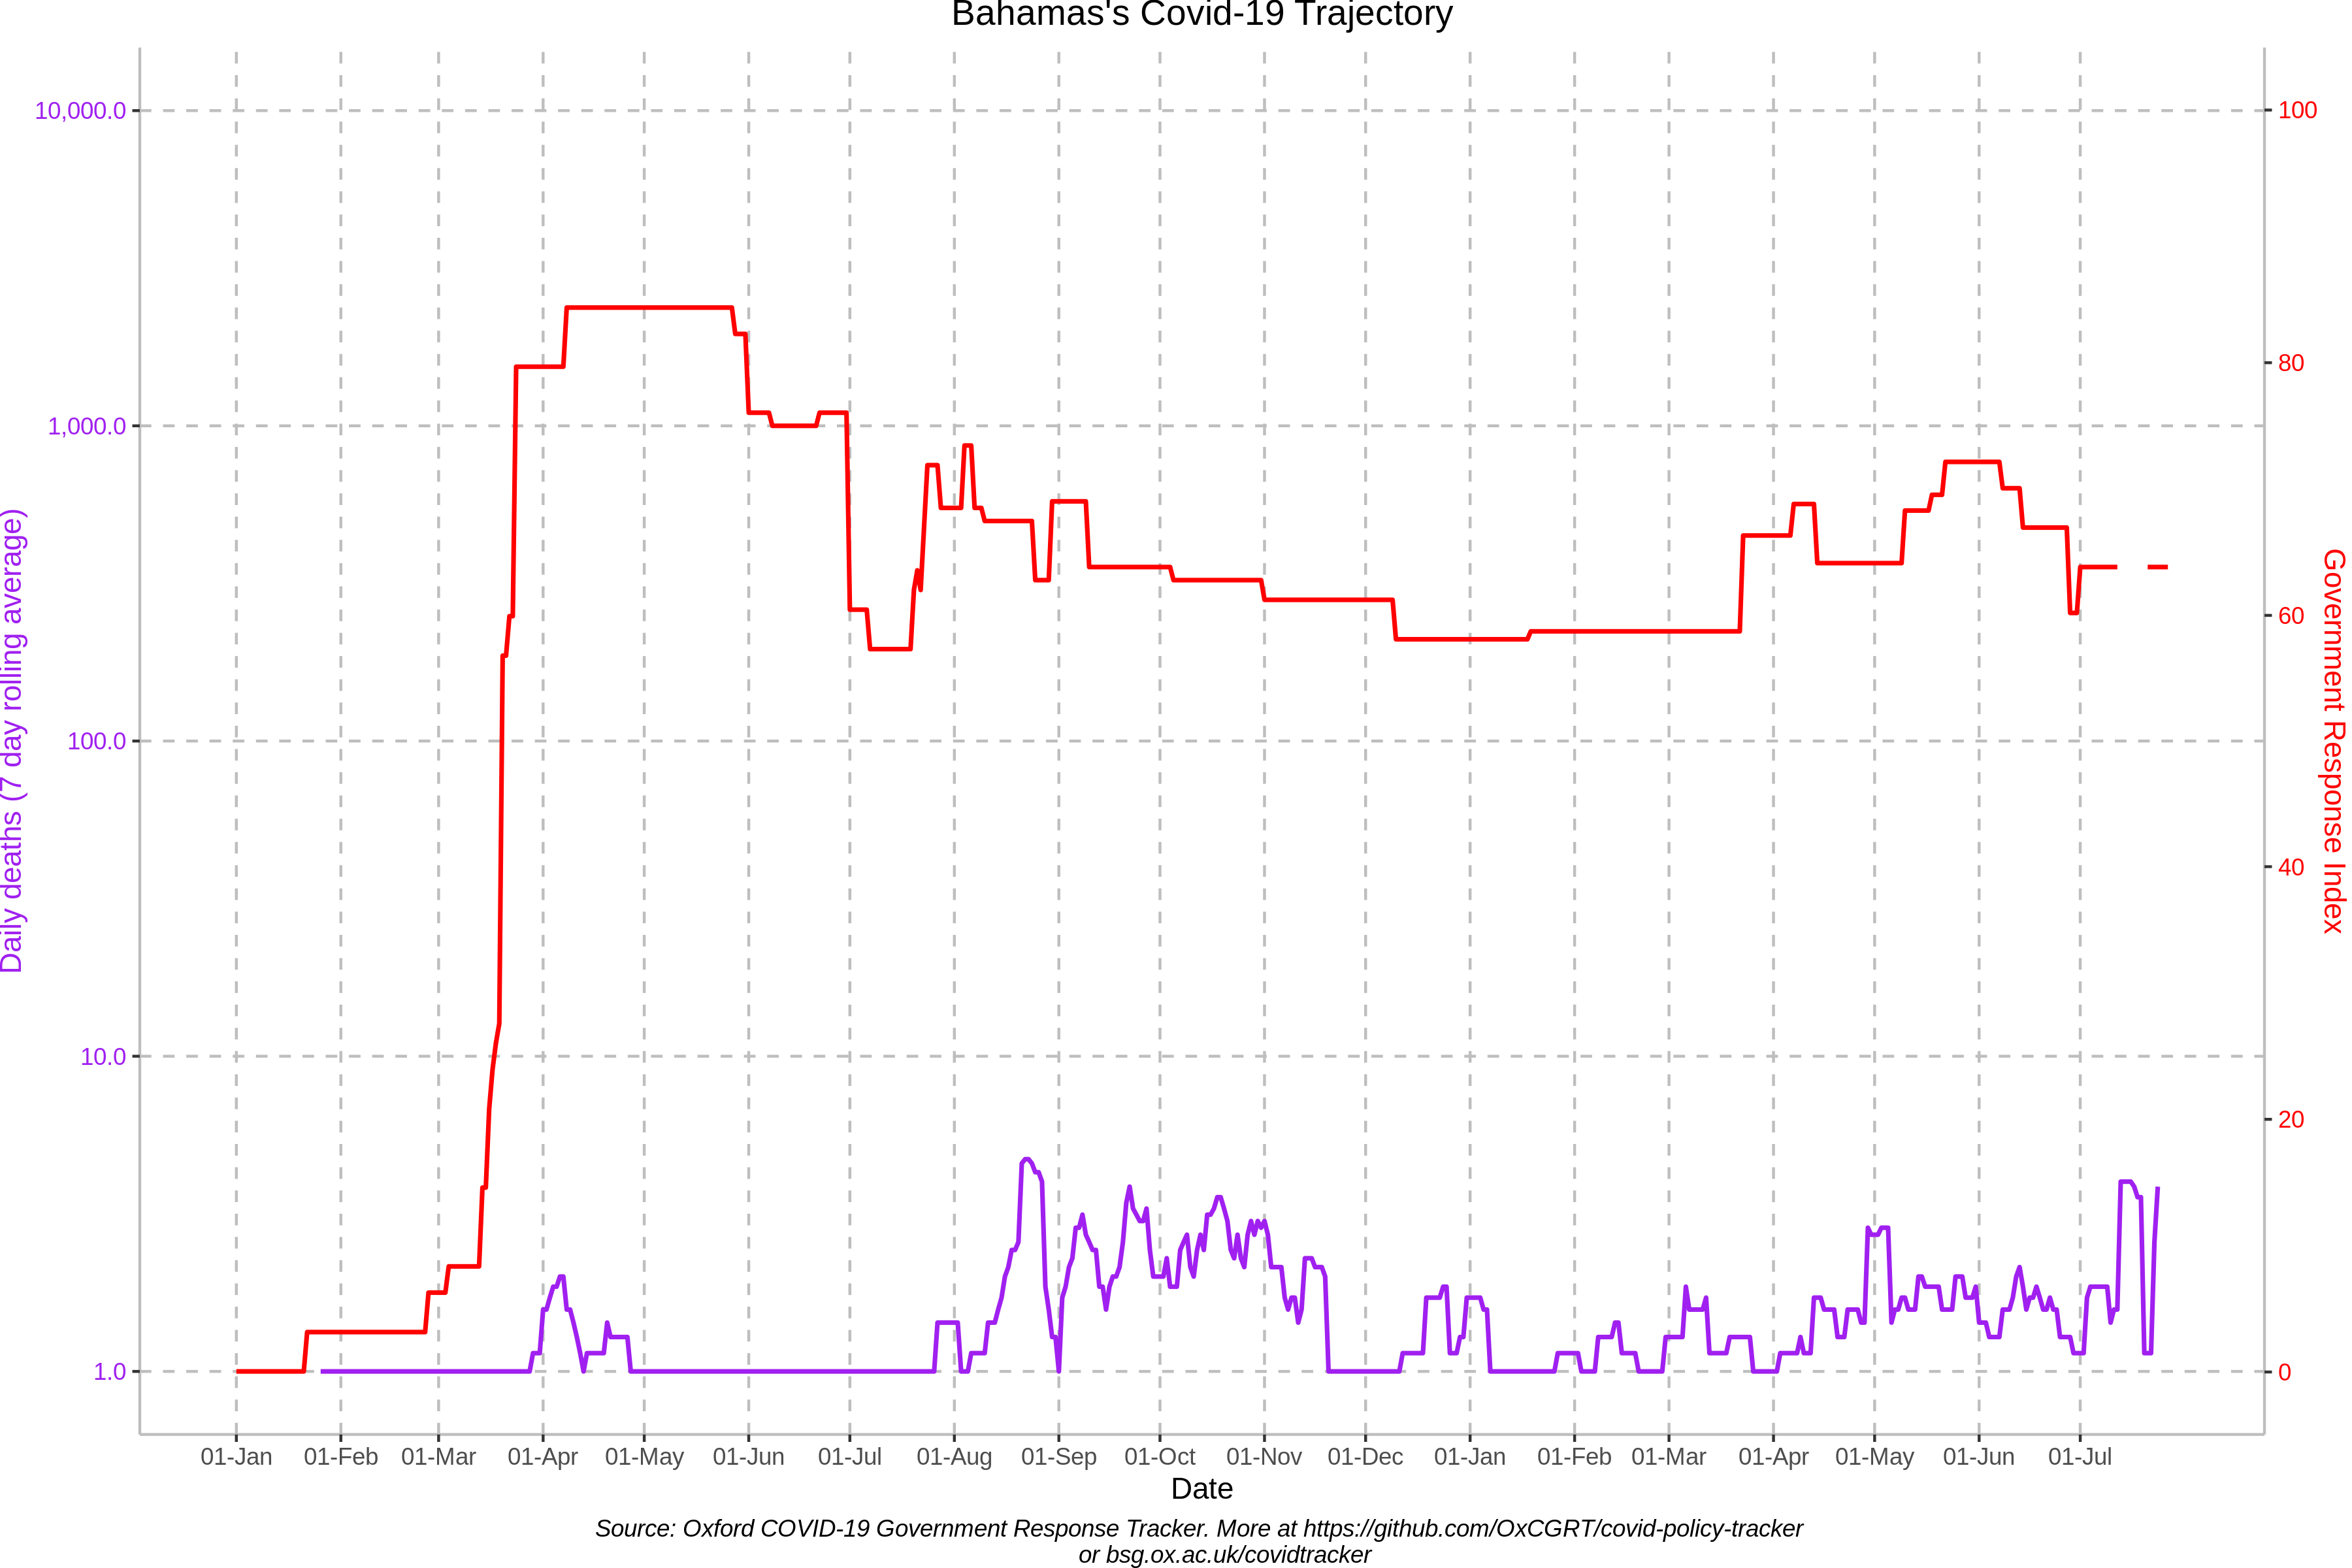 Bahamas's Covid-19 Trajectory
10,000.0
1,000.0
100.0
10.0
1.0
Daily deaths (7 day rolling average)
100
80
60
40
20
0
Government Response Index
01-Jan 01-Feb 01-Mar 01-Apr 01-May 01-Jun 01-Jul 01-Aug 01-Sep 01-Oct 01-Nov 01-Dec 01-Jan 01-Feb 01-Mar 01-Apr 01-May 01-Jun 01-Jul
Date
Source: Oxford COVID-19 Government Response Tracker. More at https://github.com/OxCGRT/covid-policy-tracker
or bsg.ox.ac.uk/covidtracker